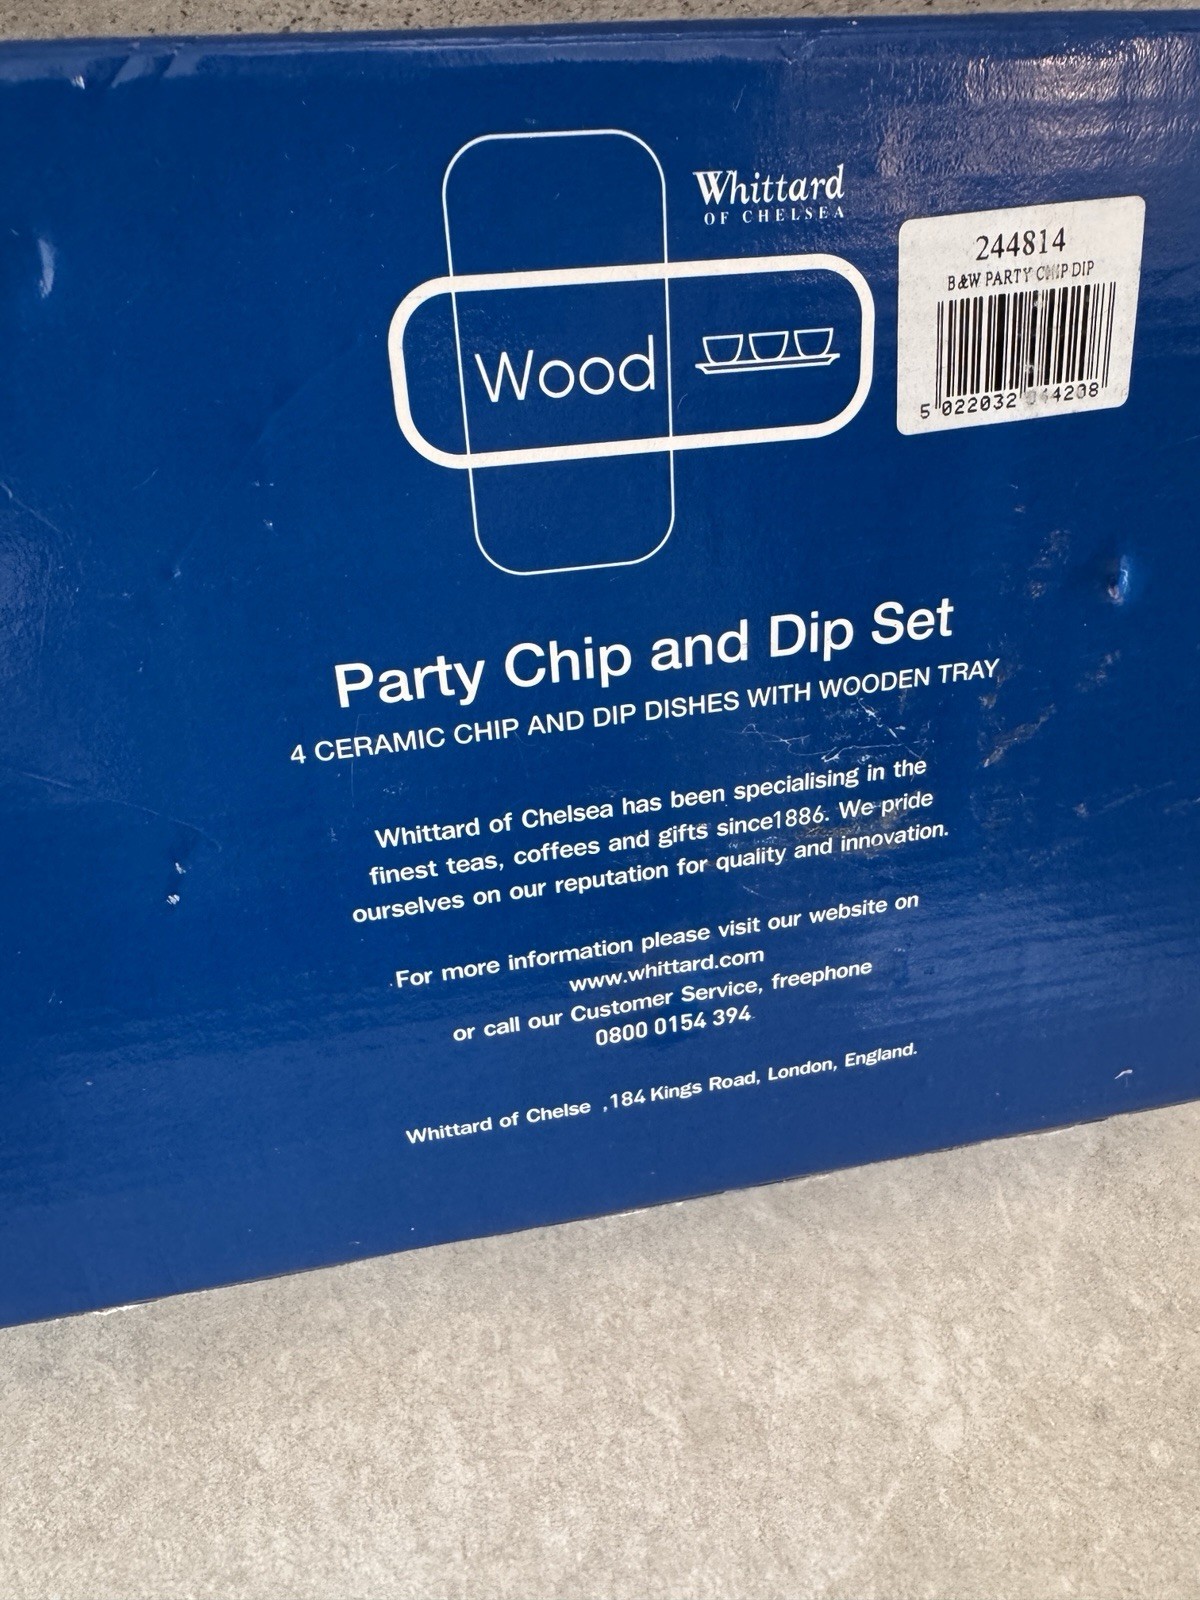 Whittard
OF CHELSEA
244814
B&W PARTY CHIP DIP
5 022032 044208
Wood
Party Chip and Dip Set
4 CERAMIC CHIP AND DIP DISHES WITH WOODEN TRAY
Whittard of Chelsea has been specialising in the
finest teas, coffees and gifts since1886. We pride
ourselves on our reputation for quality and innovation.
For more information please visit our website on
www.whittard.com
or call our Customer Service, freephone
0800 0154 394
Whittard of Chelse ,184 Kings Road, London, England.